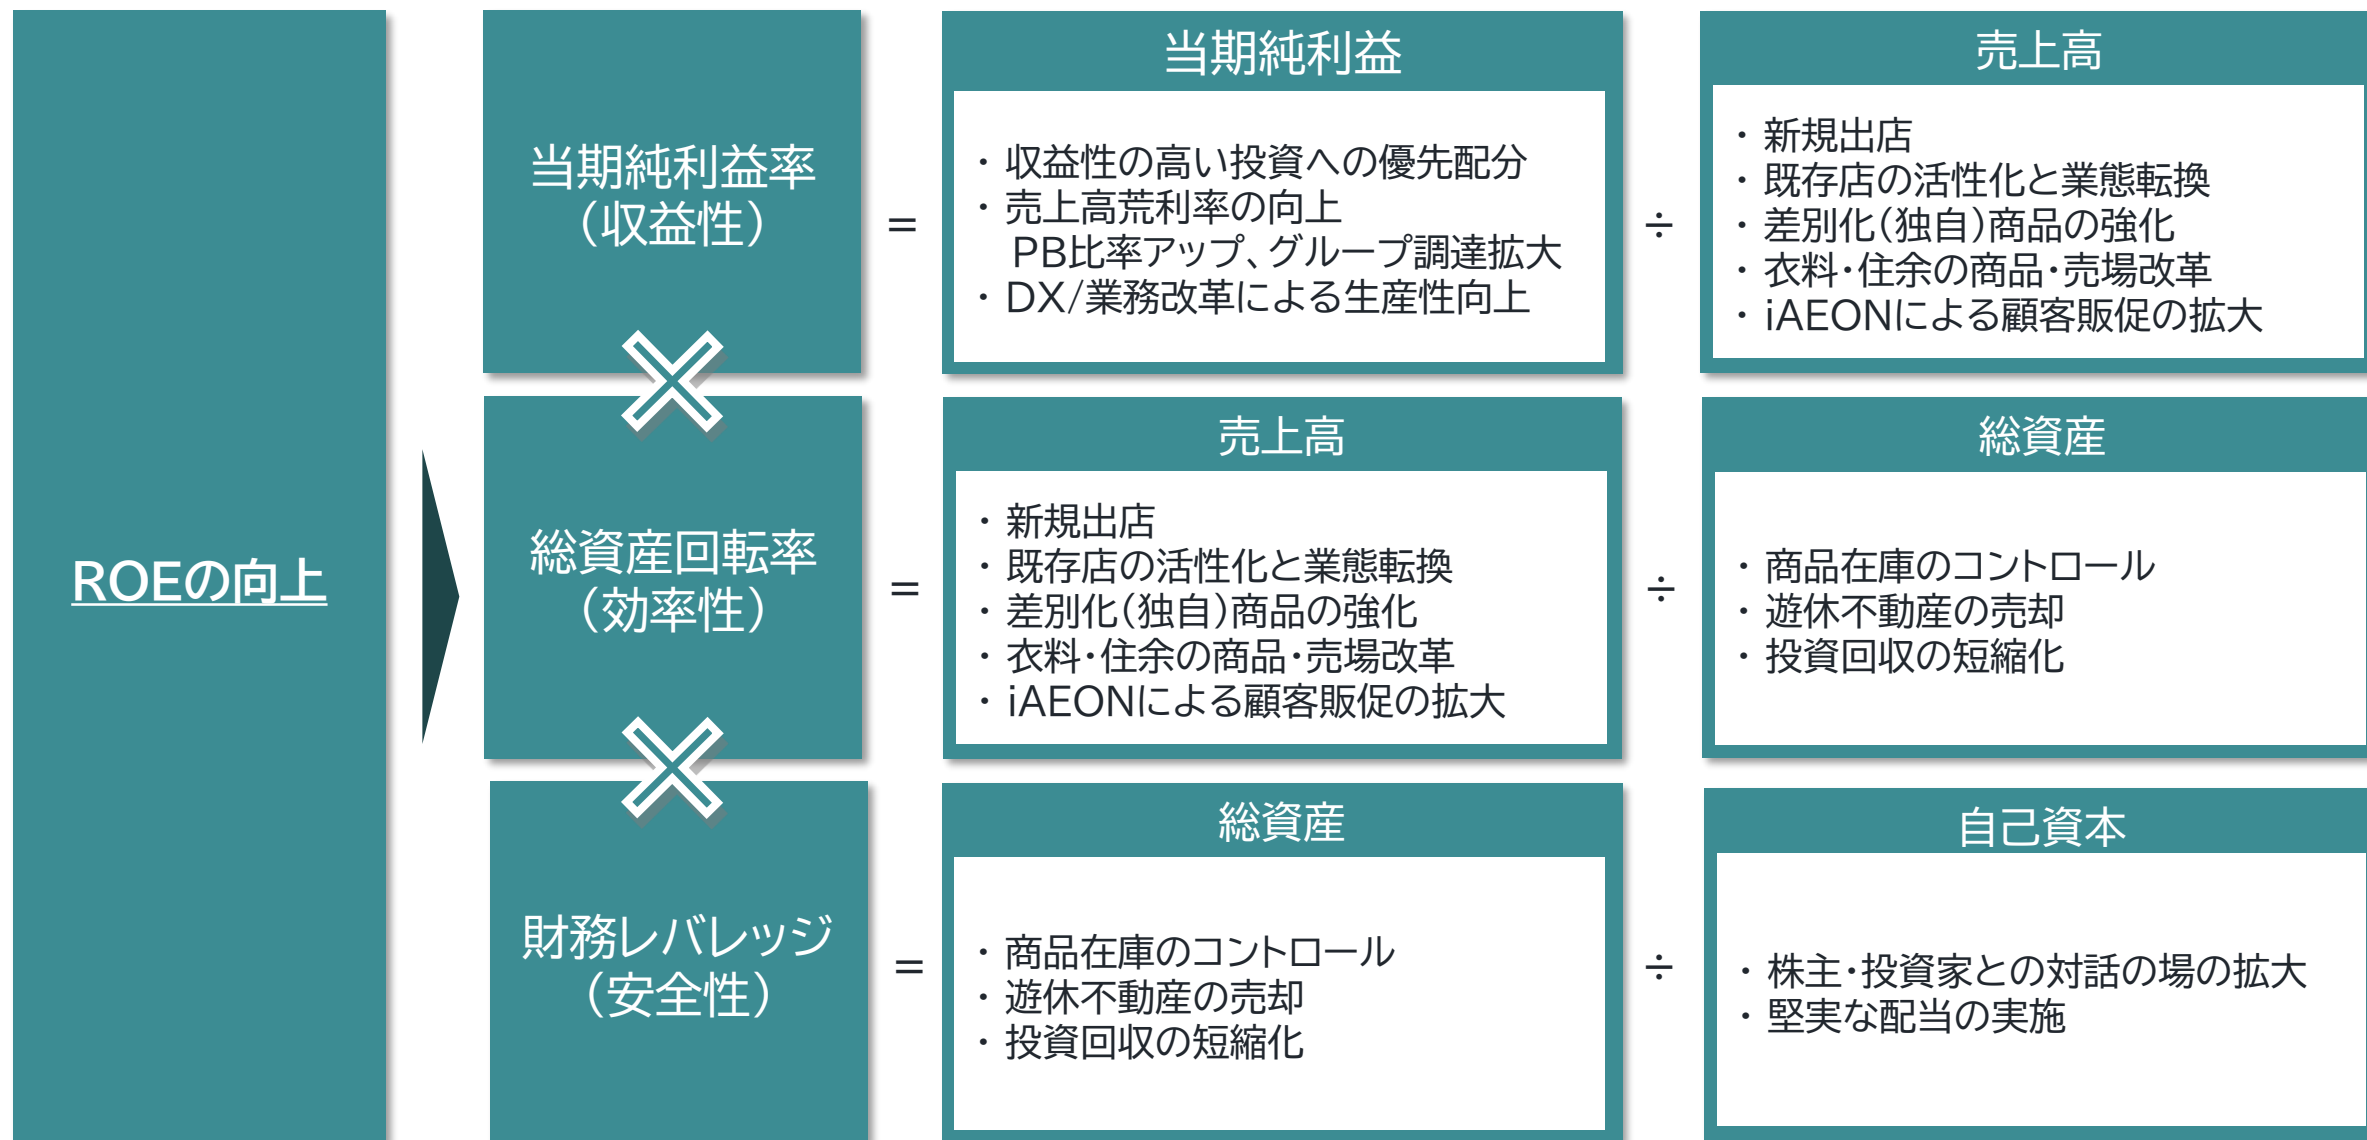 ROEの向上
当期純利益率
（収益性）
=
当期純利益
・ 収益性の高い投資への優先配分
・ 売上高荒利率の向上
PB比率アップ、グループ調達拡大
・ DX/業務改革による生産性向上
÷
売上高
・ 新規出店
・ 既存店の活性化と業態転換
・ 差別化(独自)商品の強化
・ 衣料・住余の商品・売場改革
・ iAEONによる顧客販促の拡大
総資産回転率
（効率性）
=
売上高
・ 新規出店
・ 既存店の活性化と業態転換
・ 差別化(独自)商品の強化
・ 衣料・住余の商品・売場改革
・ iAEONによる顧客販促の拡大
÷
総資産
・ 商品在庫のコントロール
・ 遊休不動産の売却
・ 投資回収の短縮化
財務レバレッジ
（安全性）
=
総資産
・ 商品在庫のコントロール
・ 遊休不動産の売却
・ 投資回収の短縮化
÷
自己資本
・ 株主・投資家との対話の場の拡大
・ 堅実な配当の実施